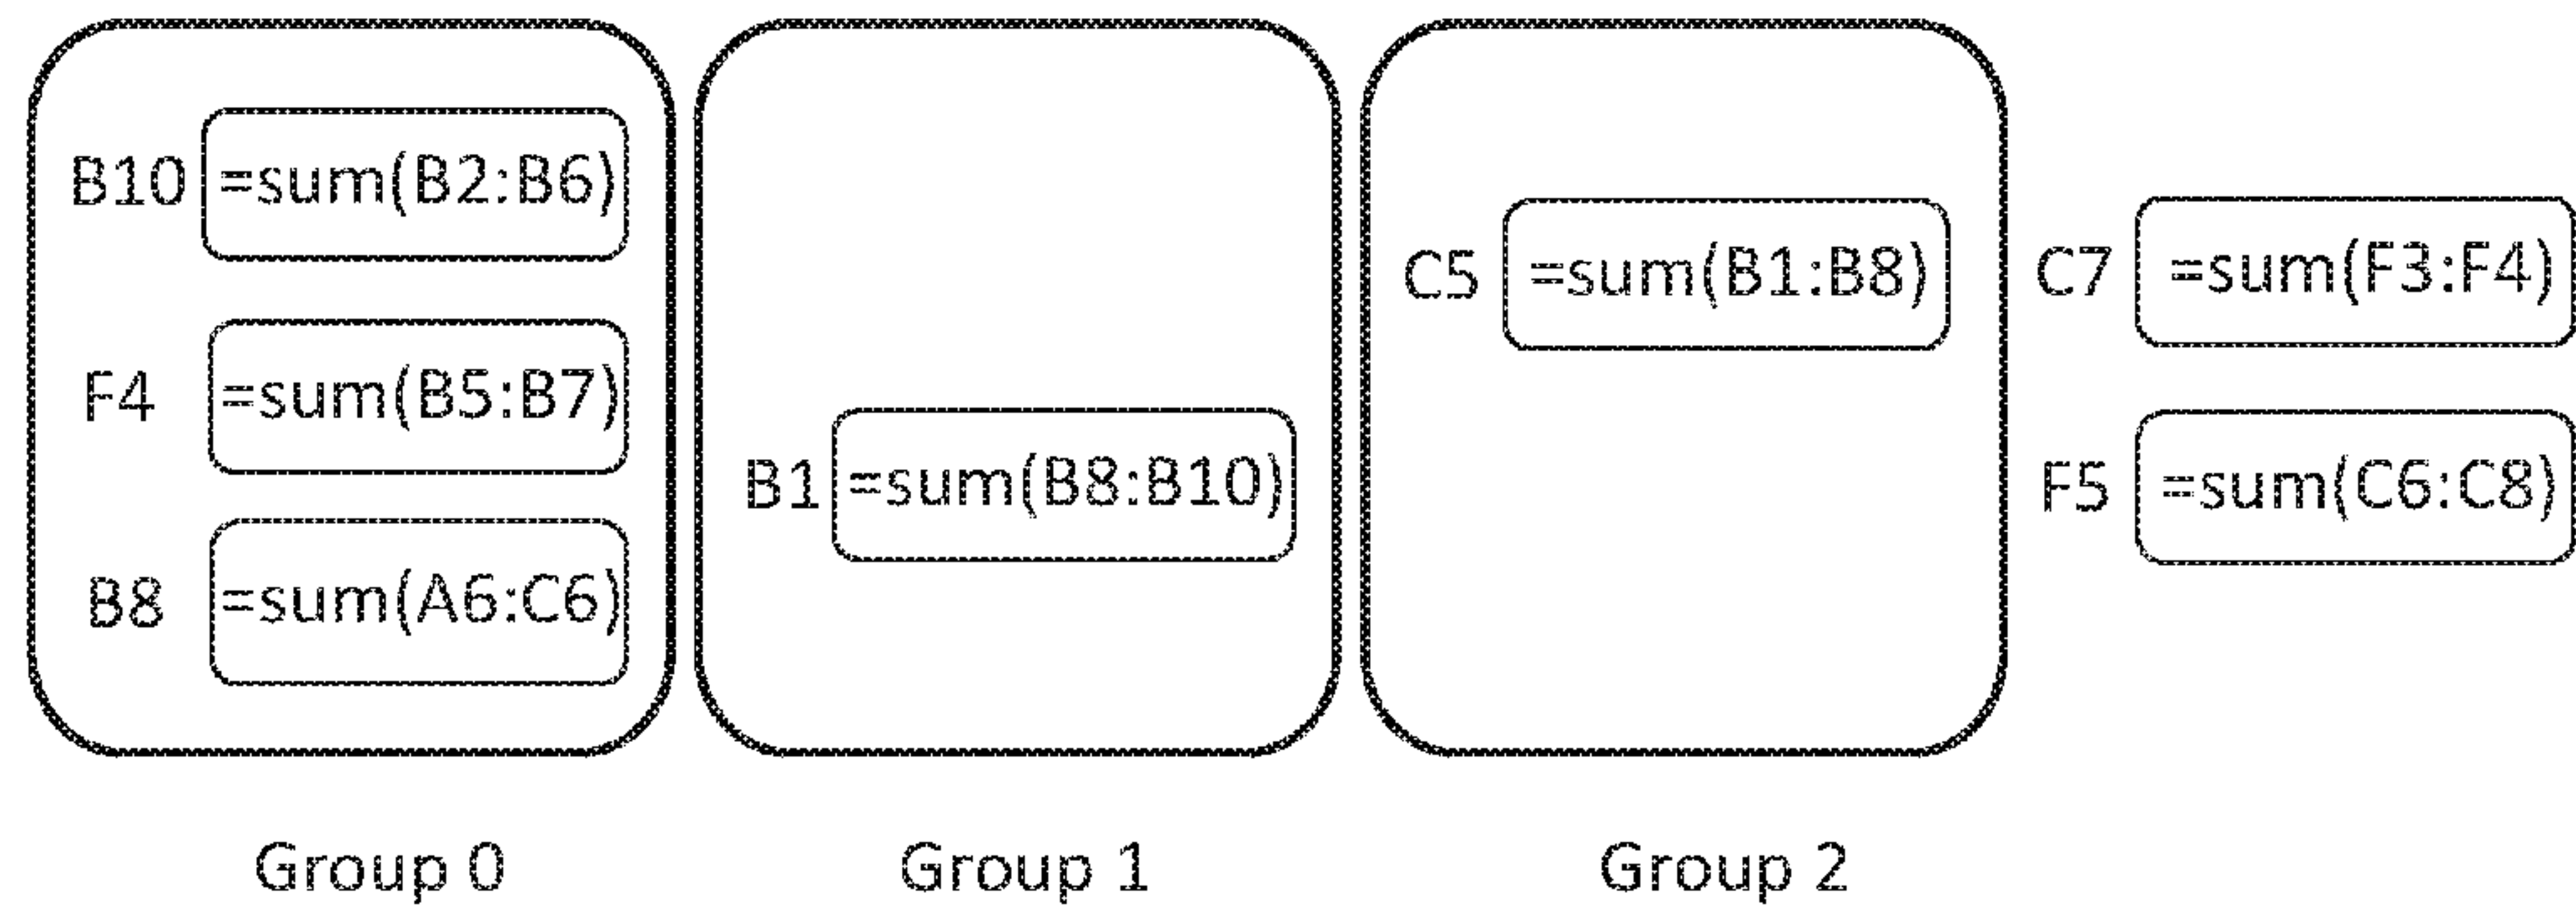 B10 =sum(B2:B6)
F4 =sum(B5:B7)
B8 =sum(A6:C6)
B1 =sum(B8:B10)
C5 =sum(B1:B8)
C7 =sum(F3:F4)
F5 =sum(C6:C8)
Group 0
Group 1
Group 2